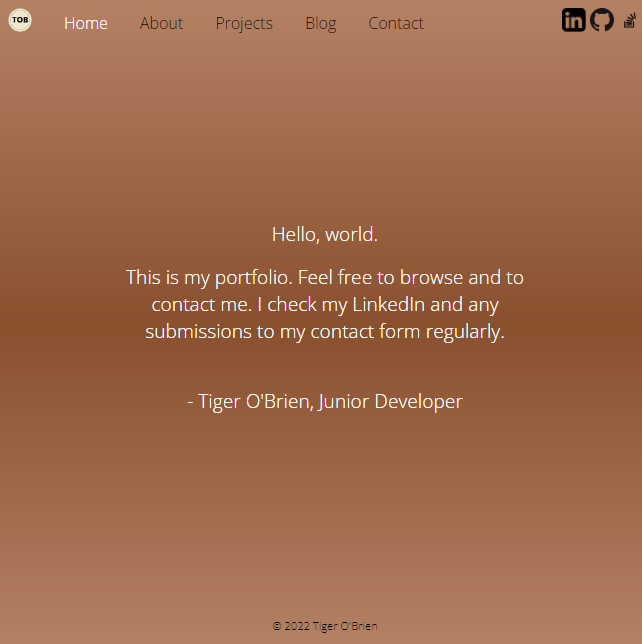 TOB
Home About Projects Blog Contact
in
Hello, world.
This is my portfolio. Feel free to browse and to
contact me. I check my LinkedIn and any
submissions to my contact form regularly.
- Tiger O'Brien, Junior Developer
© 2022 Tiger O'Brien